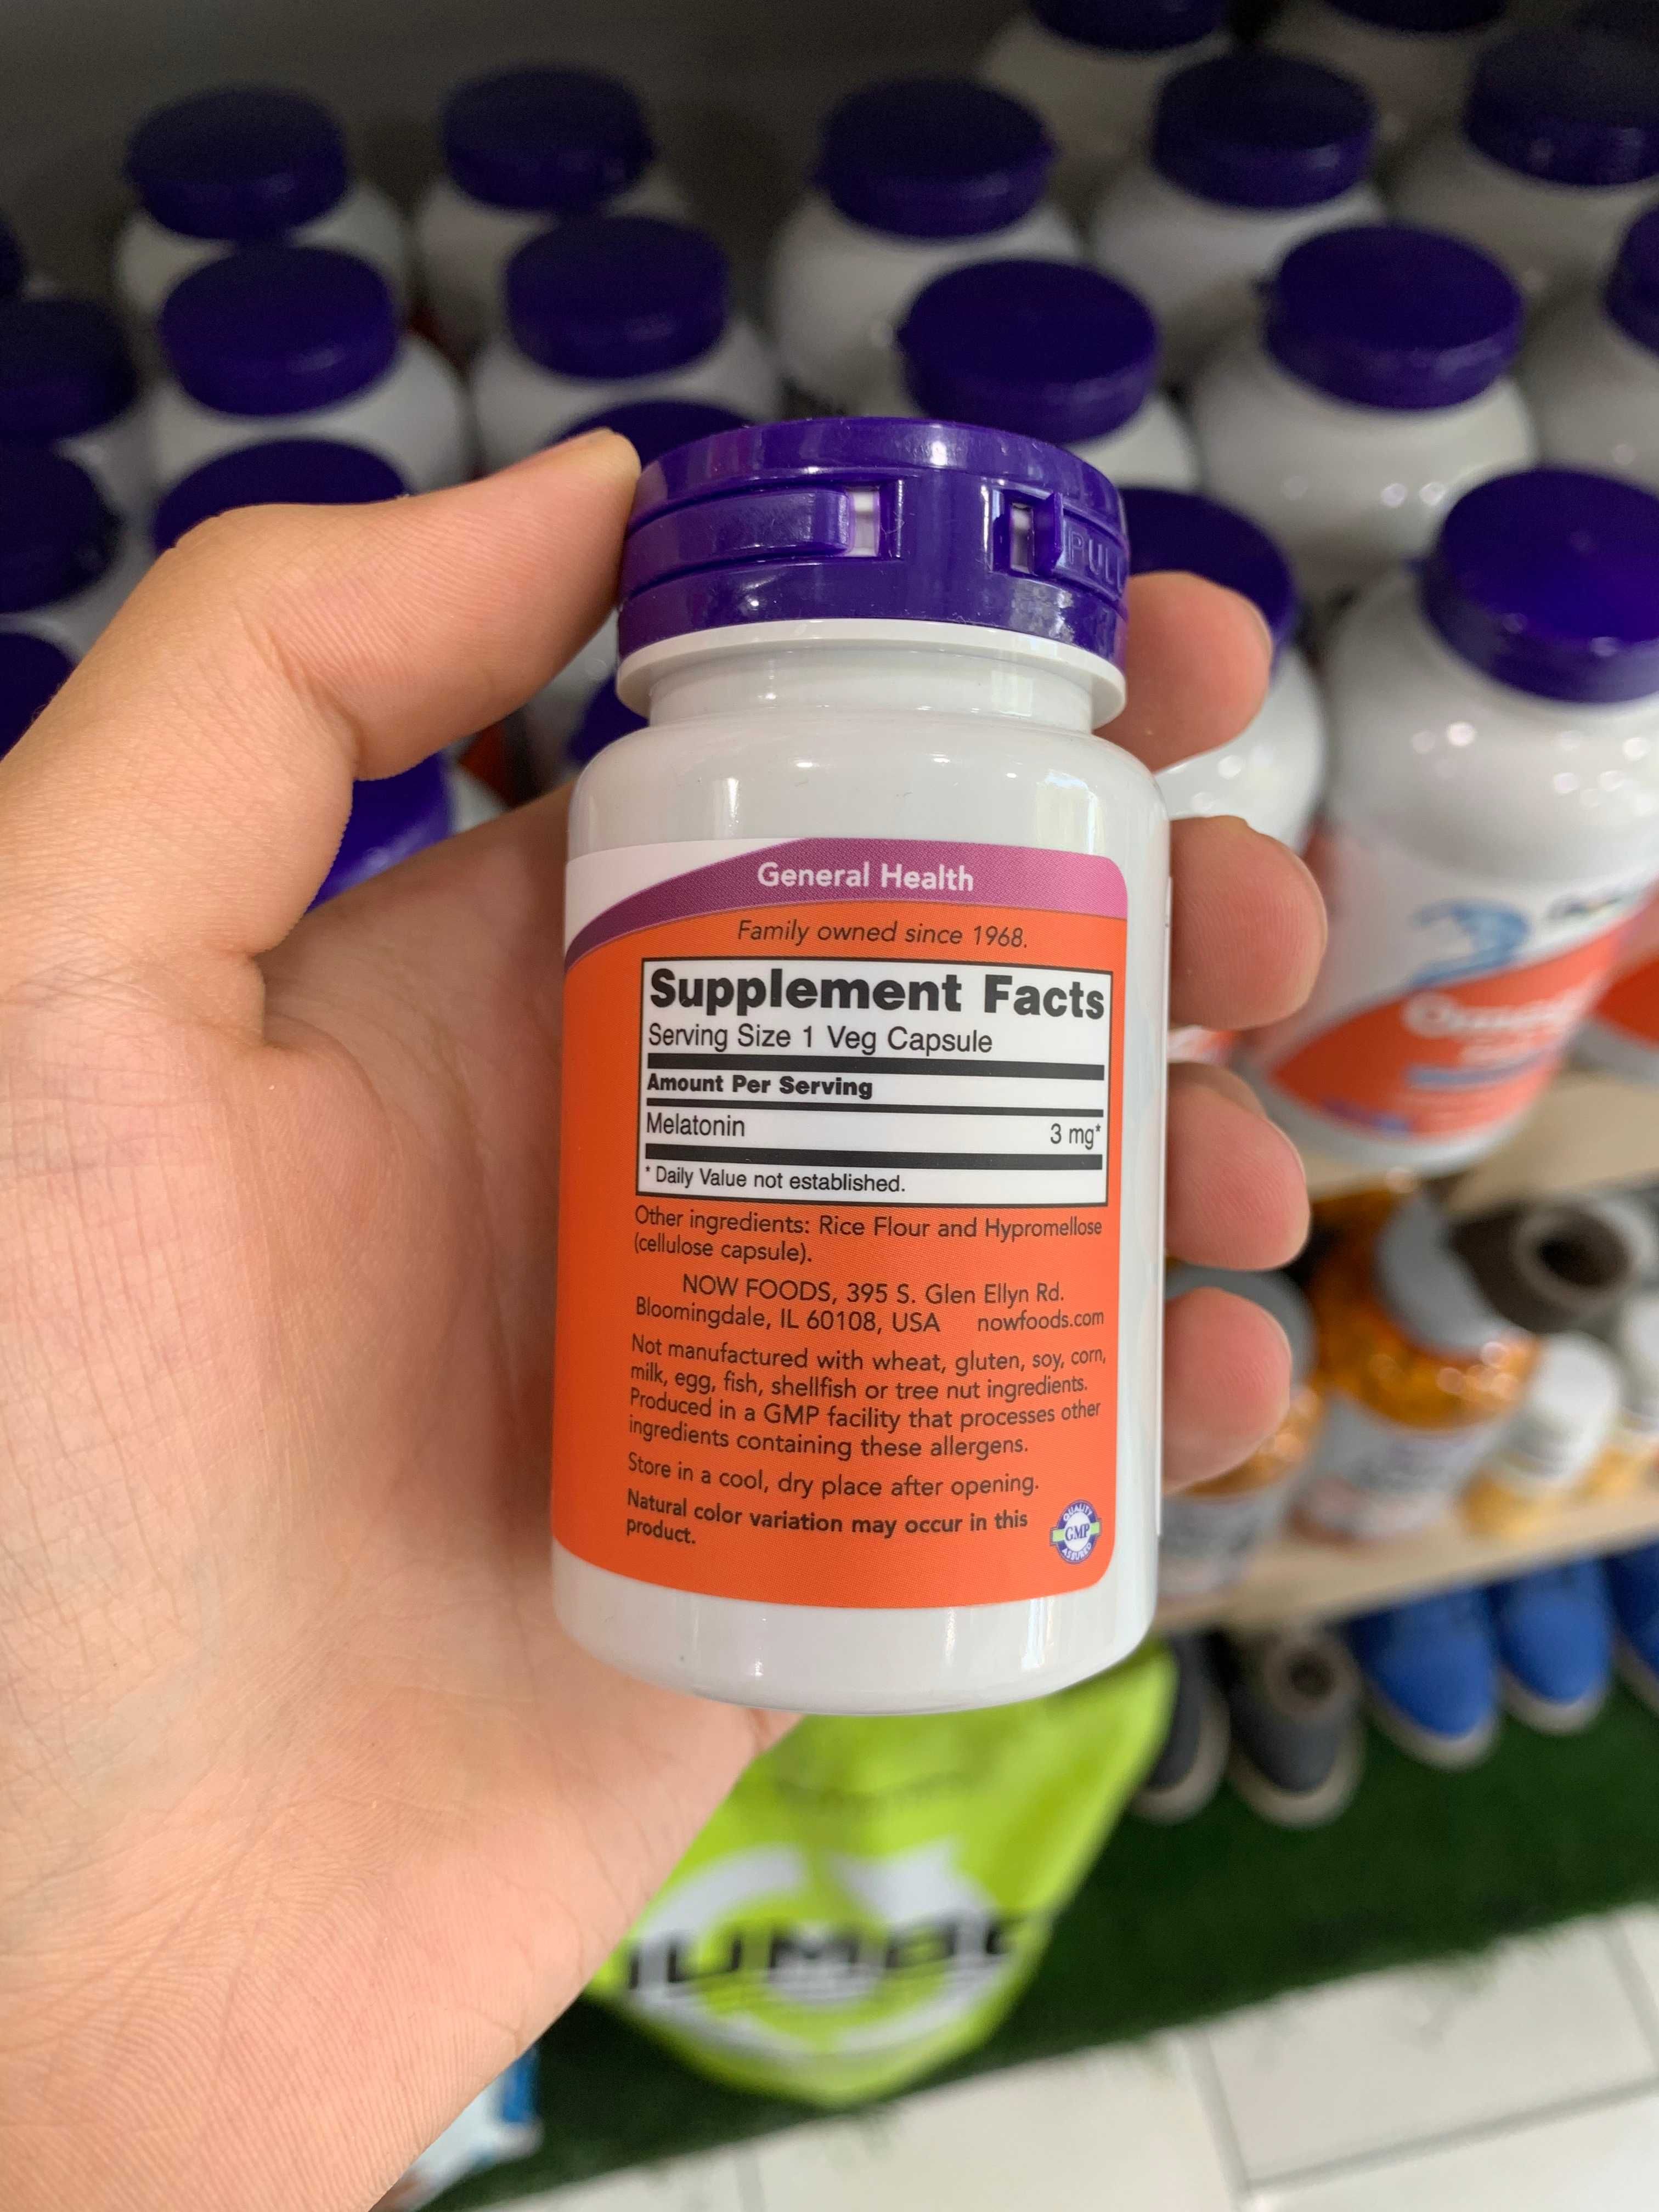 PULL
General Health
Family owned since 1968.
Supplement Facts
Serving Size 1 Veg Capsule
Amount Per Serving
Melatonin 3 mg*
* Daily Value not established.
Other ingredients: Rice Flour and Hypromellose
(cellulose capsule).
NOW FOODS, 395 S. Glen Ellyn Rd.
Bloomingdale, IL 60108, USA nowfoods.com
Not manufactured with wheat, gluten, soy, corn,
milk, egg, fish, shellfish or tree nut ingredients.
Produced in a GMP facility that processes other
ingredients containing these allergens.
Store in a cool, dry place after opening.
Natural color variation may occur in this
product.
QUALITY
GMP
ASSURED